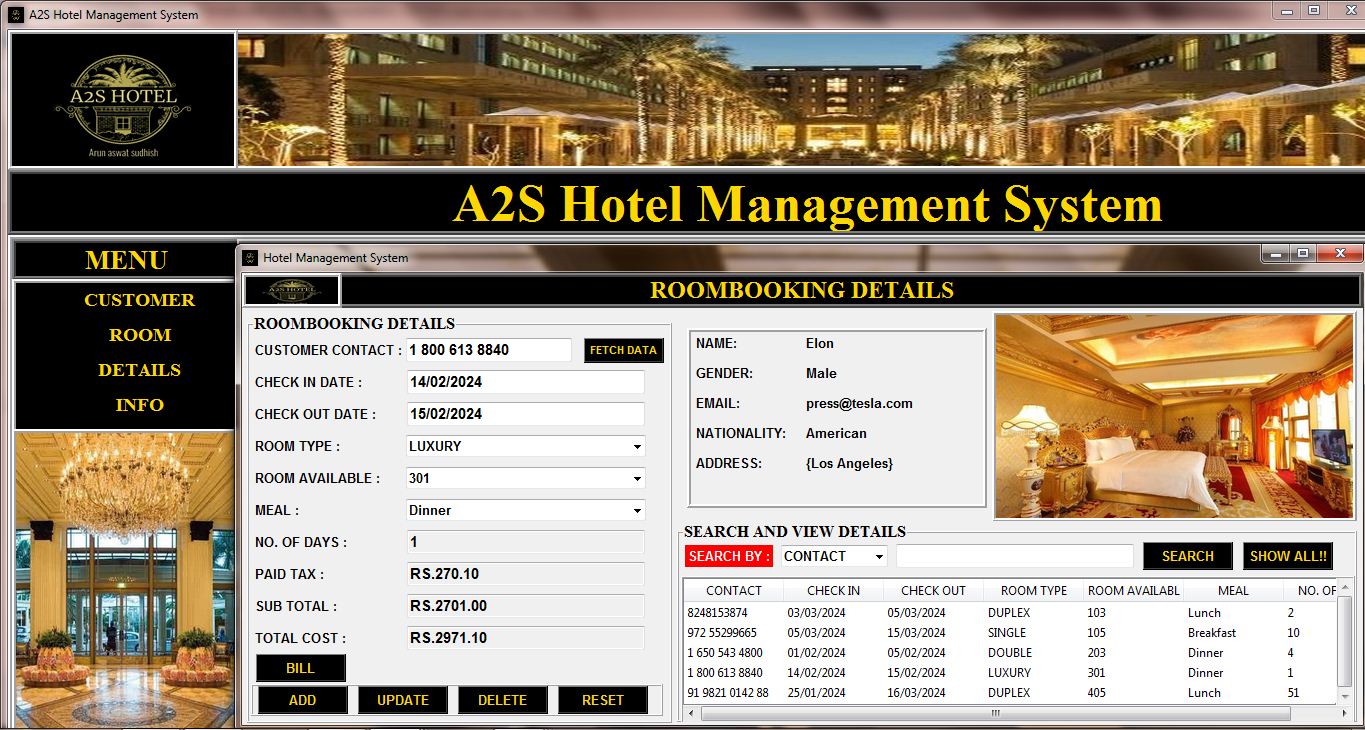 A2S Hotel Management System
A2S HOTEL
Arun aswat sudhish
A2S Hotel Management System
MENU
CUSTOMER
ROOM
DETAILS
INFO
Hotel Management System
A2S HOTEL
ROOMBOOKING DETAILS
ROOMBOOKING DETAILS
CUSTOMER CONTACT : 1 800 613 8840 FETCH DATA
CHECK IN DATE : 14/02/2024
CHECK OUT DATE : 15/02/2024
ROOM TYPE : LUXURY
ROOM AVAILABLE : 301
MEAL : Dinner
NO. OF DAYS : 1
PAID TAX : RS.270.10
SUB TOTAL : RS.2701.00
TOTAL COST : RS.2971.10
BILL
ADD UPDATE DELETE RESET
NAME: Elon
GENDER: Male
EMAIL: press@tesla.com
NATIONALITY: American
ADDRESS: {Los Angeles}
SEARCH AND VIEW DETAILS
SEARCH BY : CONTACT SEARCH SHOW ALL!!
CONTACT CHECK IN CHECK OUT ROOM TYPE ROOM AVAILABL MEAL NO. OF
8248153874 03/03/2024 05/03/2024 DUPLEX 103 Lunch 2
972 55299665 05/03/2024 15/03/2024 SINGLE 105 Breakfast 10
1 650 543 4800 01/02/2024 05/02/2024 DOUBLE 203 Dinner 4
1 800 613 8840 14/02/2024 15/02/2024 LUXURY 301 Dinner 1
91 9821 0142 88 25/01/2024 16/03/2024 DUPLEX 405 Lunch 51